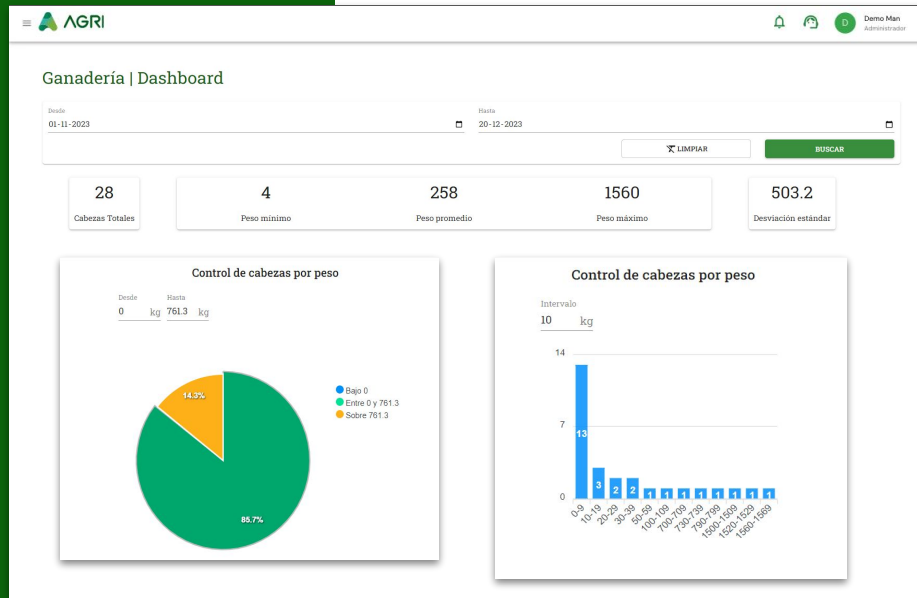 AGRI
D
Demo Man
Administrador
Ganadería | Dashboard
Desde
01-11-2023
Hasta
20-12-2023
LIMPIAR
BUSCAR
28
Cabezas Totales
4
Peso mínimo
258
Peso promedio
1560
Peso máximo
503.2
Desviación estándar
Control de cabezas por peso
Desde
0 kg
Hasta
761.3 kg
14.3%
85.7%
Bajo 0
Entre 0 y 761.3
Sobre 761.3
Control de cabezas por peso
Intervalo
10 kg
14
7
0
13
3
2
2
1
1
1
1
1
1
1
1
0-9
10-19
20-29
30-39
50-59
100-109
700-709
730-739
790-799
1500-1509
1520-1529
1560-1569